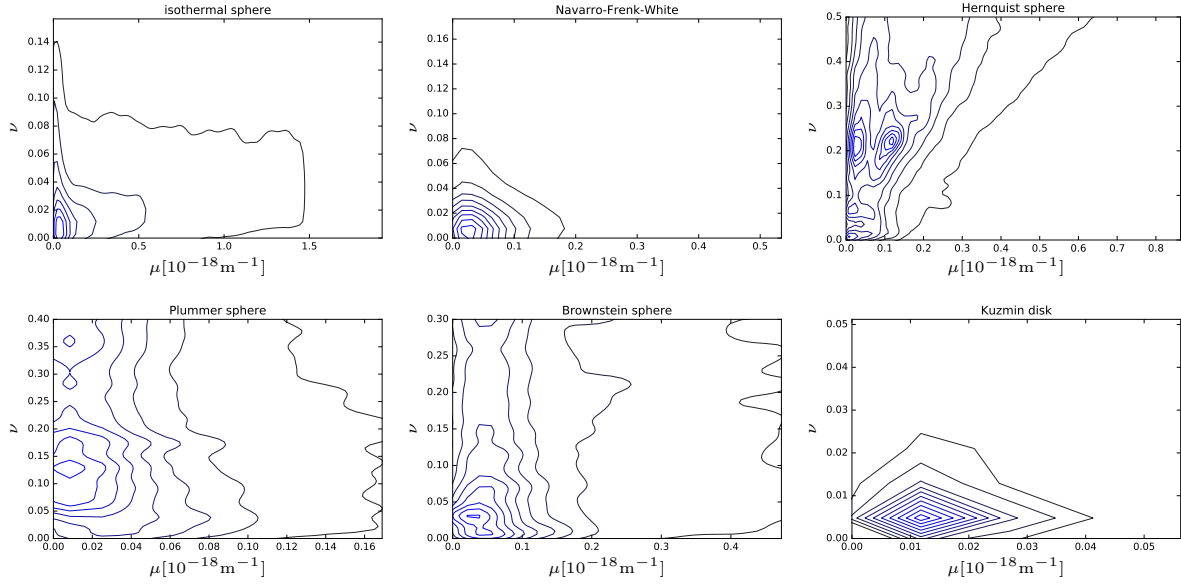 isothermal sphere
0.14
0.12
0.10
0.08
0.06
0.04
0.02
0.00
ν
0.0 0.5 1.0 1.5
μ[10⁻¹⁸m⁻¹]
Navarro-Frenk-White
0.16
0.14
0.12
0.10
0.08
0.06
0.04
0.02
0.00
ν
0.0 0.1 0.2 0.3 0.4 0.5
μ[10⁻¹⁸m⁻¹]
Hernquist sphere
0.5
0.4
0.3
0.2
0.1
0.0
ν
0.0 0.1 0.2 0.3 0.4 0.5 0.6 0.7 0.8
μ[10⁻¹⁸m⁻¹]
Plummer sphere
0.40
0.35
0.30
0.25
0.20
0.15
0.10
0.05
0.00
ν
0.00 0.02 0.04 0.06 0.08 0.10 0.12 0.14 0.16
μ[10⁻¹⁸m⁻¹]
Brownstein sphere
0.30
0.25
0.20
0.15
0.10
0.05
0.00
ν
0.0 0.1 0.2 0.3 0.4
μ[10⁻¹⁸m⁻¹]
Kuzmin disk
0.05
0.04
0.03
0.02
0.01
0.00
ν
0.00 0.01 0.02 0.03 0.04 0.05
μ[10⁻¹⁸m⁻¹]